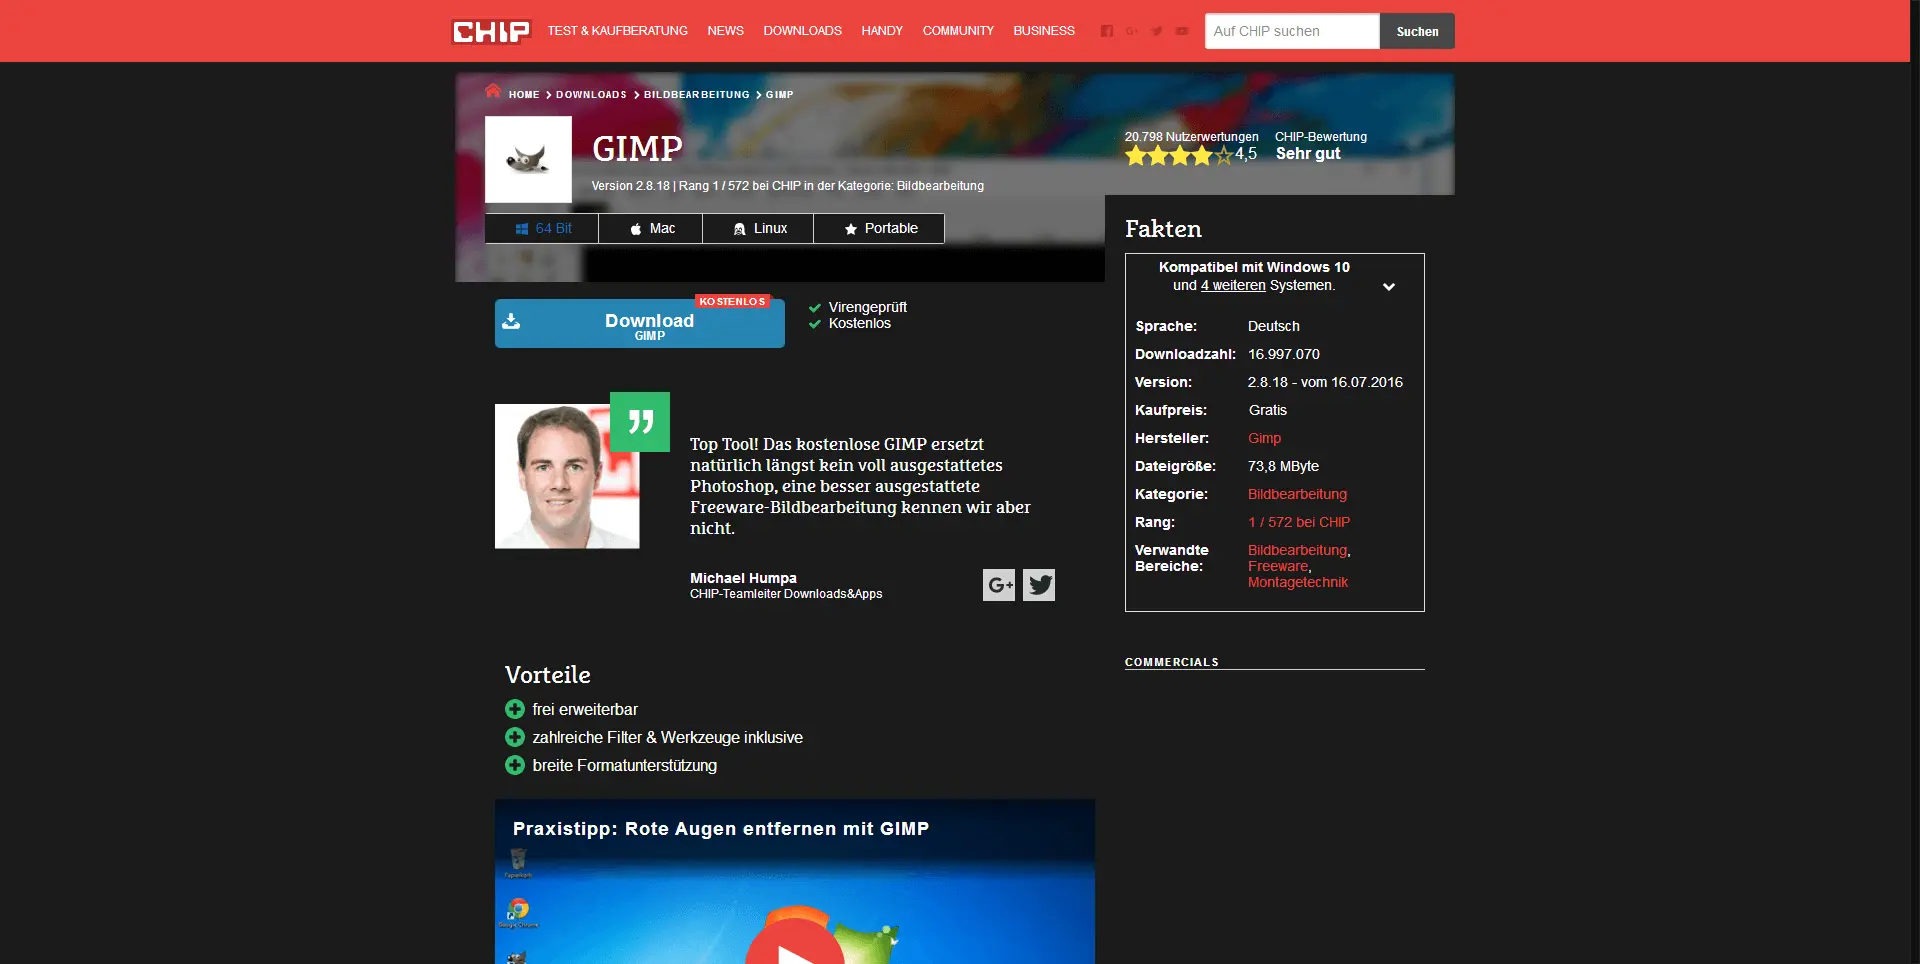 CHIP TEST & KAUFBERATUNG NEWS DOWNLOADS HANDY COMMUNITY BUSINESS Auf CHIP suchen Suchen
HOME DOWNLOADS BILDBEARBEITUNG GIMP
GIMP
Version 2.8.18 | Rang 1 / 572 bei CHIP in der Kategorie: Bildbearbeitung
20.798 Nutzerwertungen CHIP-Bewertung
4,5 Sehr gut
64 Bit Mac Linux Portable
KOSTENLOS
Download
GIMP
Virengeprüft
Kostenlos
Top Tool! Das kostenlose GIMP ersetzt
natürlich längst kein voll ausgestattetes
Photoshop, eine besser ausgestattete
Freeware-Bildbearbeitung kennen wir aber
nicht.
Michael Humpa
CHIP-Teamleiter Downloads&Apps
G+
Vorteile
frei erweiterbar
zahlreiche Filter & Werkzeuge inklusive
breite Formatunterstützung
Praxistipp: Rote Augen entfernen mit GIMP
Papierkorb
Google Chrome
Fakten
Kompatibel mit Windows 10
und 4 weiteren Systemen.
Sprache: Deutsch
Downloadzahl: 16.997.070
Version: 2.8.18 - vom 16.07.2016
Kaufpreis: Gratis
Hersteller: Gimp
Dateigröße: 73,8 MByte
Kategorie: Bildbearbeitung
Rang: 1 / 572 bei CHIP
Verwandte Bildbearbeitung,
Bereiche: Freeware,
Montagetechnik
COMMERCIALS